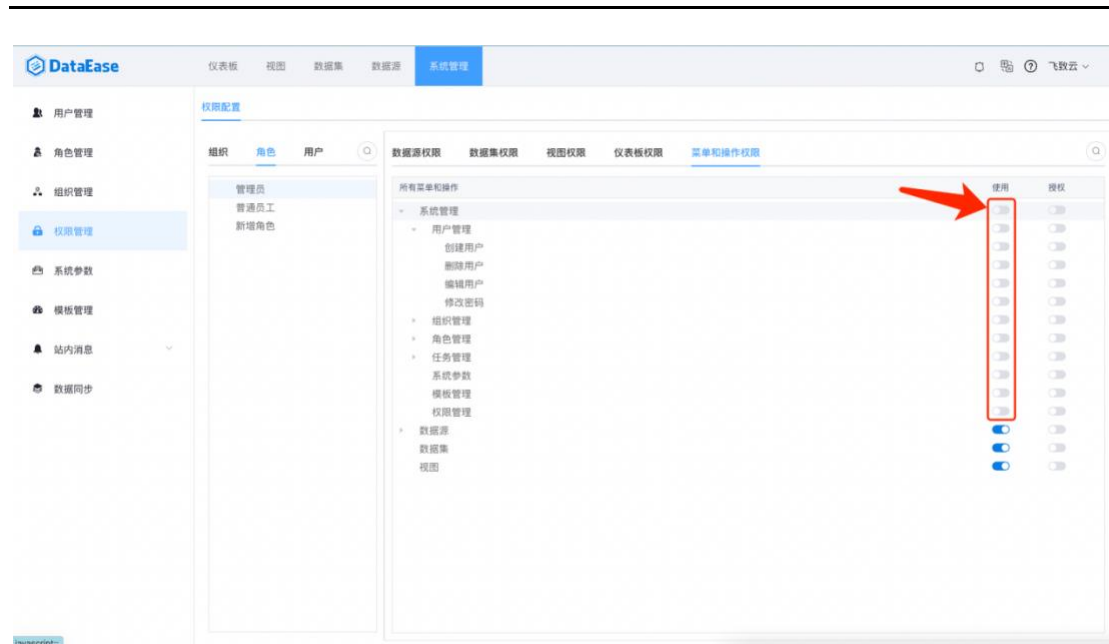 DataEase 仪表板 视图 数据集 数据源 系统管理 飞致云
用户管理
角色管理
组织管理
权限管理
系统参数
模板管理
站内消息
数据同步
权限配置
组织 角色 用户
管理员
普通员工
新增角色
数据源权限 数据集权限 视图权限 仪表板权限 菜单和操作权限
所有菜单和操作 使用 授权
系统管理
用户管理
创建用户
删除用户
编辑用户
修改密码
组织管理
角色管理
任务管理
系统参数
模板管理
权限管理
数据源
数据集
视图